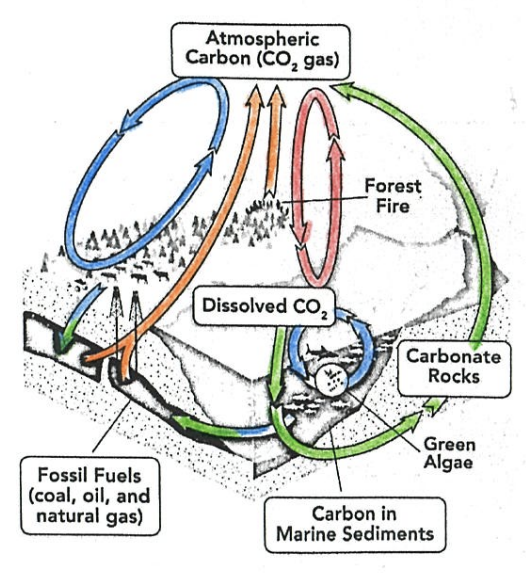 Atmospheric
Carbon (CO₂ gas)
Forest
Fire
Dissolved CO₂
Carbonate
Rocks
Green
Algae
Fossil Fuels
(coal, oil, and
natural gas)
Carbon in
Marine Sediments